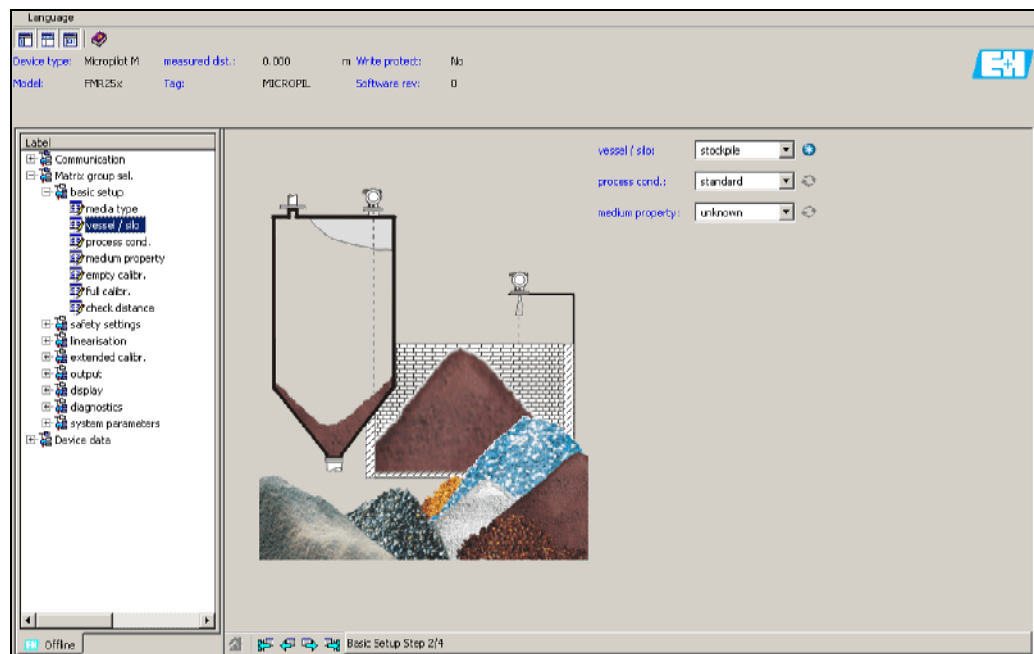 Language
Device type: Micropilot M measured dist.: 0.000 m Write protect: No
Model: FMR25x Tag: MICROPIL Software rev: 0
E+H
Label
Communication
Matrix group sel.
basic setup
media type
vessel / silo
process cond.
medium property
empty calibr.
full calibr.
check distance
safety settings
linearisation
extended calibr.
output
display
diagnostics
system parameters
Device data
vessel / silo: stockpile
process cond.: standard
medium property: unknown
Offline
Basic Setup Step 2/4